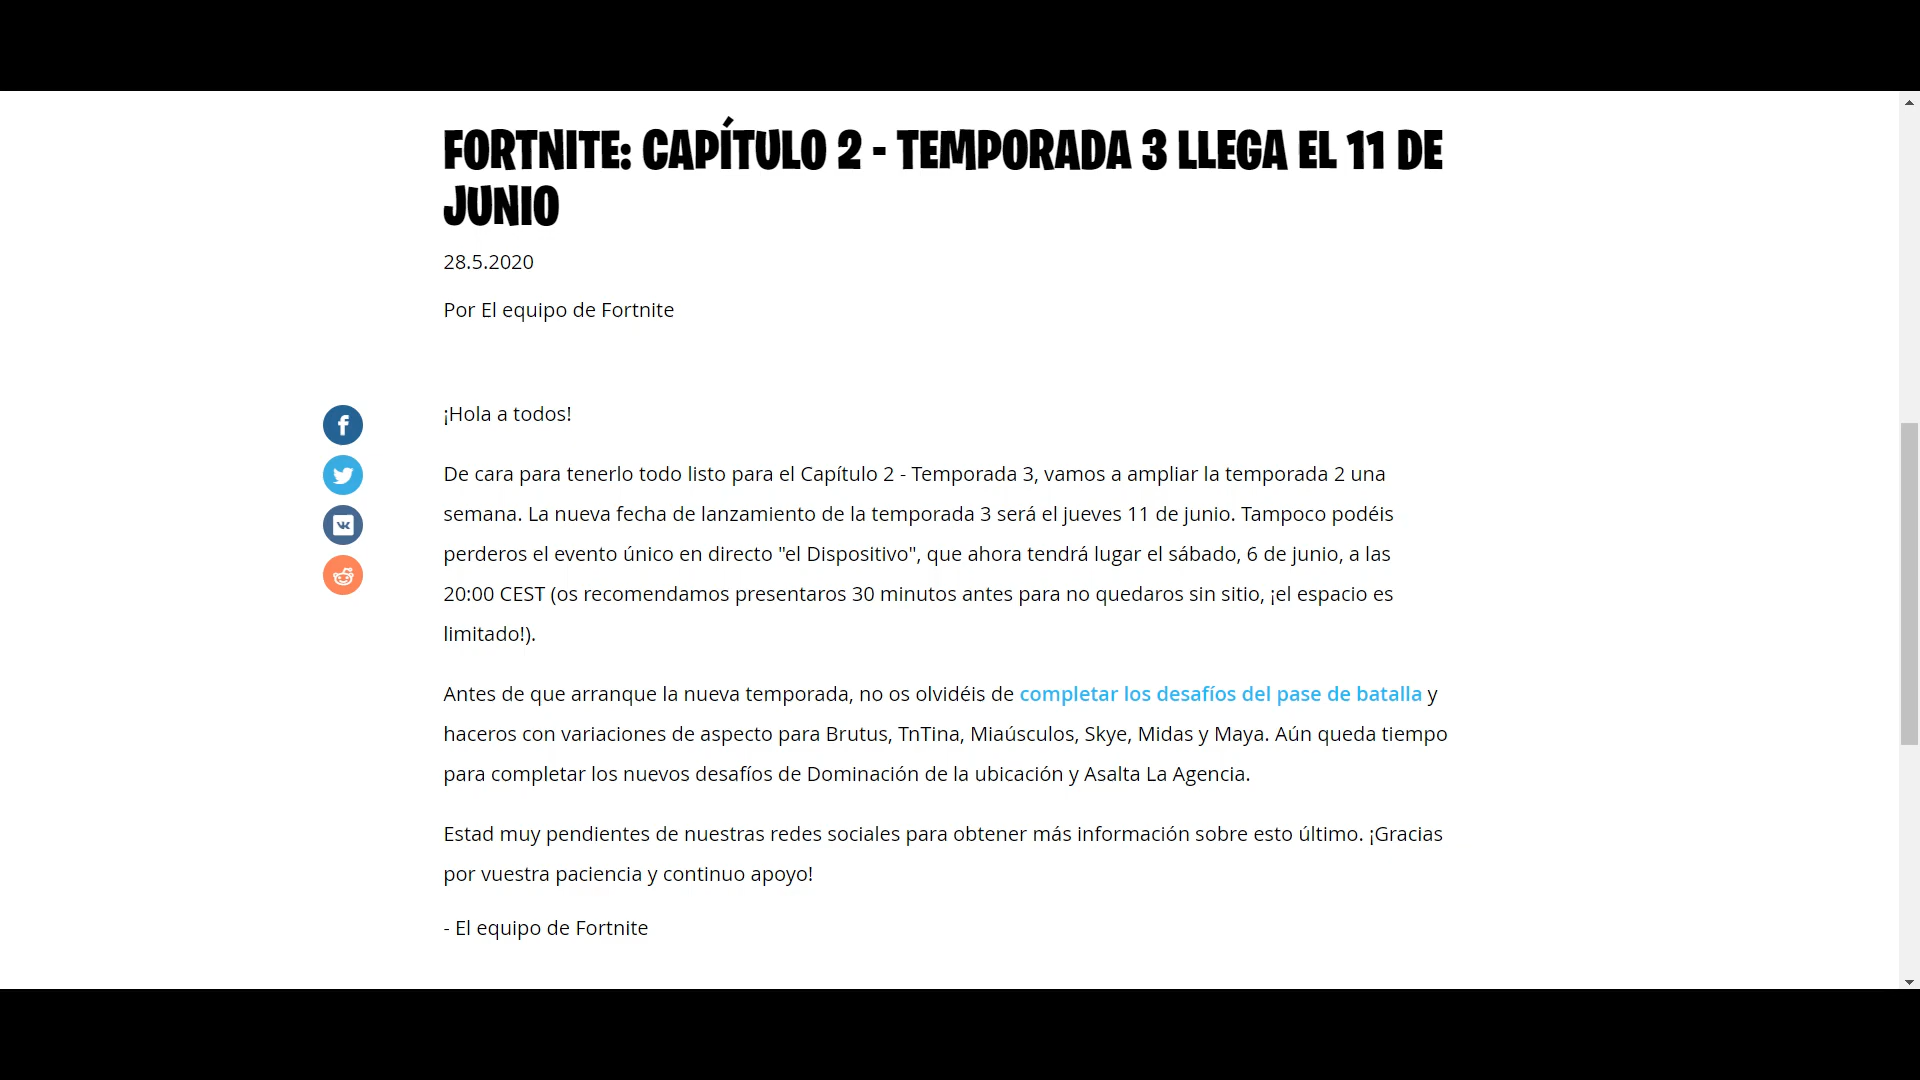 FORTNITE: CAPÍTULO 2 - TEMPORADA 3 LLEGA EL 11 DE
JUNIO
28.5.2020
Por El equipo de Fortnite
¡Hola a todos!
De cara para tenerlo todo listo para el Capítulo 2 - Temporada 3, vamos a ampliar la temporada 2 una
semana. La nueva fecha de lanzamiento de la temporada 3 será el jueves 11 de junio. Tampoco podéis
perderos el evento único en directo "el Dispositivo", que ahora tendrá lugar el sábado, 6 de junio, a las
20:00 CEST (os recomendamos presentaros 30 minutos antes para no quedaros sin sitio, ¡el espacio es
limitado!).
Antes de que arranque la nueva temporada, no os olvidéis de completar los desafíos del pase de batalla y
haceros con variaciones de aspecto para Brutus, TnTina, Miaúsculos, Skye, Midas y Maya. Aún queda tiempo
para completar los nuevos desafíos de Dominación de la ubicación y Asalta La Agencia.
Estad muy pendientes de nuestras redes sociales para obtener más información sobre esto último. ¡Gracias
por vuestra paciencia y continuo apoyo!
- El equipo de Fortnite